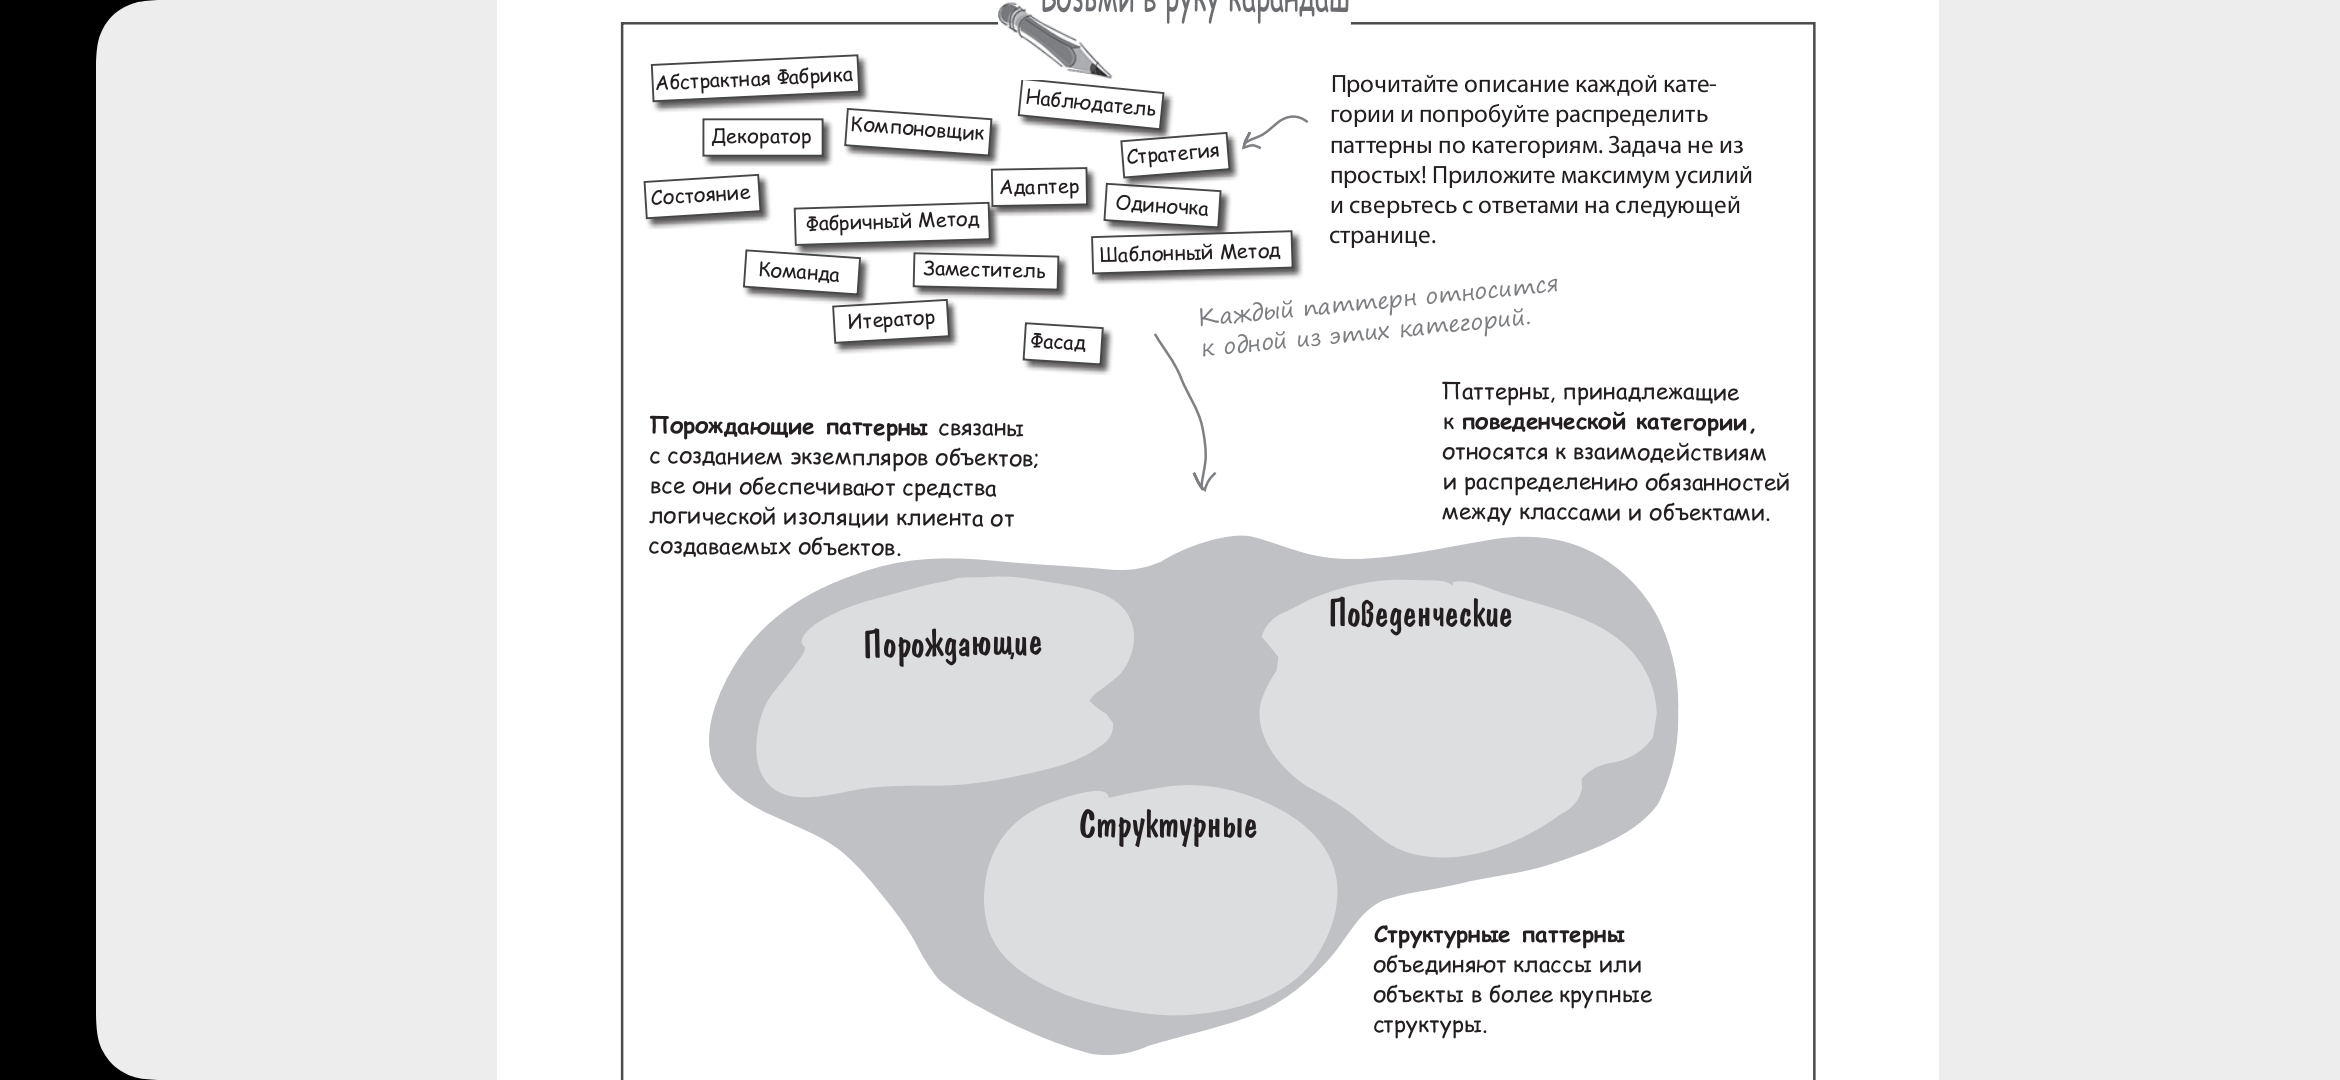 Возьми в руку карандаш
Абстрактная Фабрика
Наблюдатель
Декоратор
Компоновщик
Стратегия
Состояние
Адаптер
Одиночка
Фабричный Метод
Шаблонный Метод
Команда
Заместитель
Итератор
Фасад
Прочитайте описание каждой кате-
гории и попробуйте распределить
паттерны по категориям. Задача не из
простых! Приложите максимум усилий
и сверьтесь с ответами на следующей
странице.
Каждый паттерн относится
к одной из этих категорий.
Порождающие паттерны связаны
с созданием экземпляров объектов;
все они обеспечивают средства
логической изоляции клиента от
создаваемых объектов.
Паттерны, принадлежащие
к поведенческой категории,
относятся к взаимодействиям
и распределению обязанностей
между классами и объектами.
Порождающие
Поведенческие
Структурные
Структурные паттерны
объединяют классы или
объекты в более крупные
структуры.